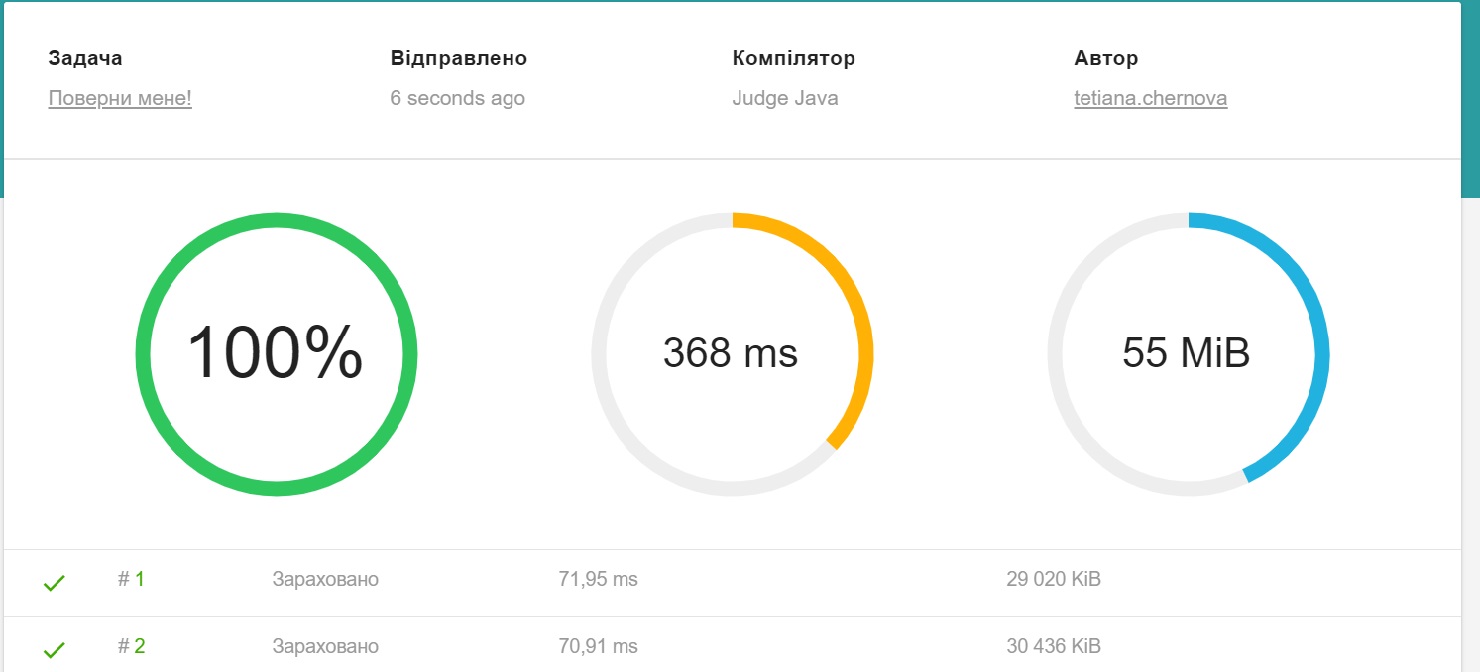 Задача Відправлено Компілятор Автор
Поверни мене! 6 seconds ago Judge Java tetiana.chernova
100% 368 ms 55 MiB
# 1 Зараховано 71,95 ms 29 020 KiB
# 2 Зараховано 70,91 ms 30 436 KiB